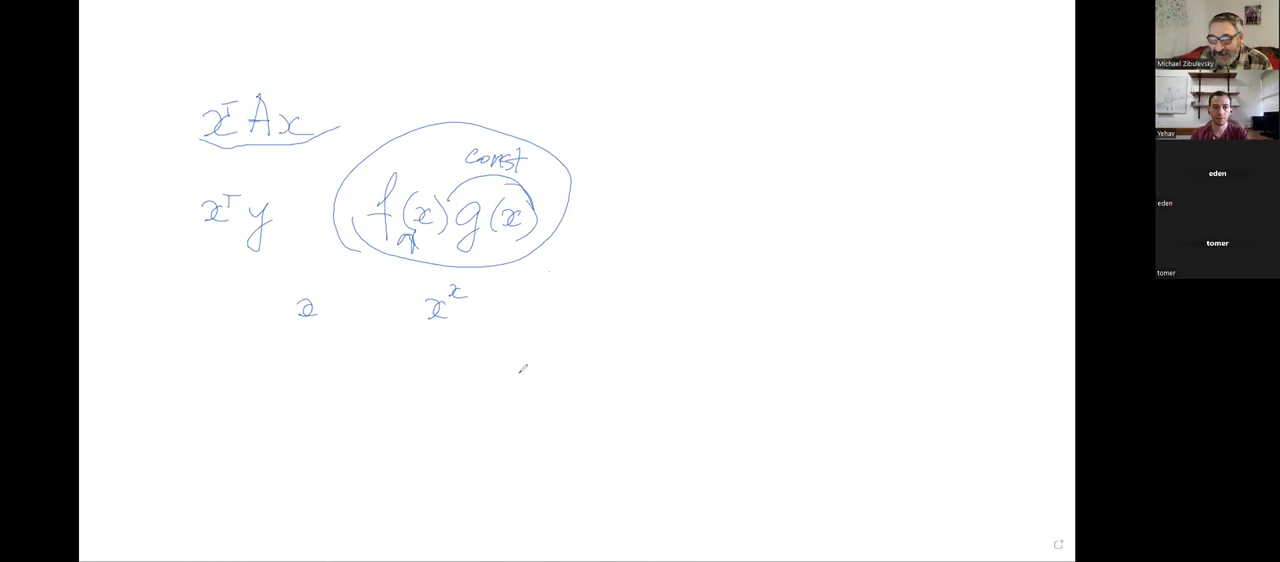 xᵀAx
const
xᵀy f(x)g(x)
xˣ
Michael Zibulevsky
Yehav
eden
eden
tomer
tomer